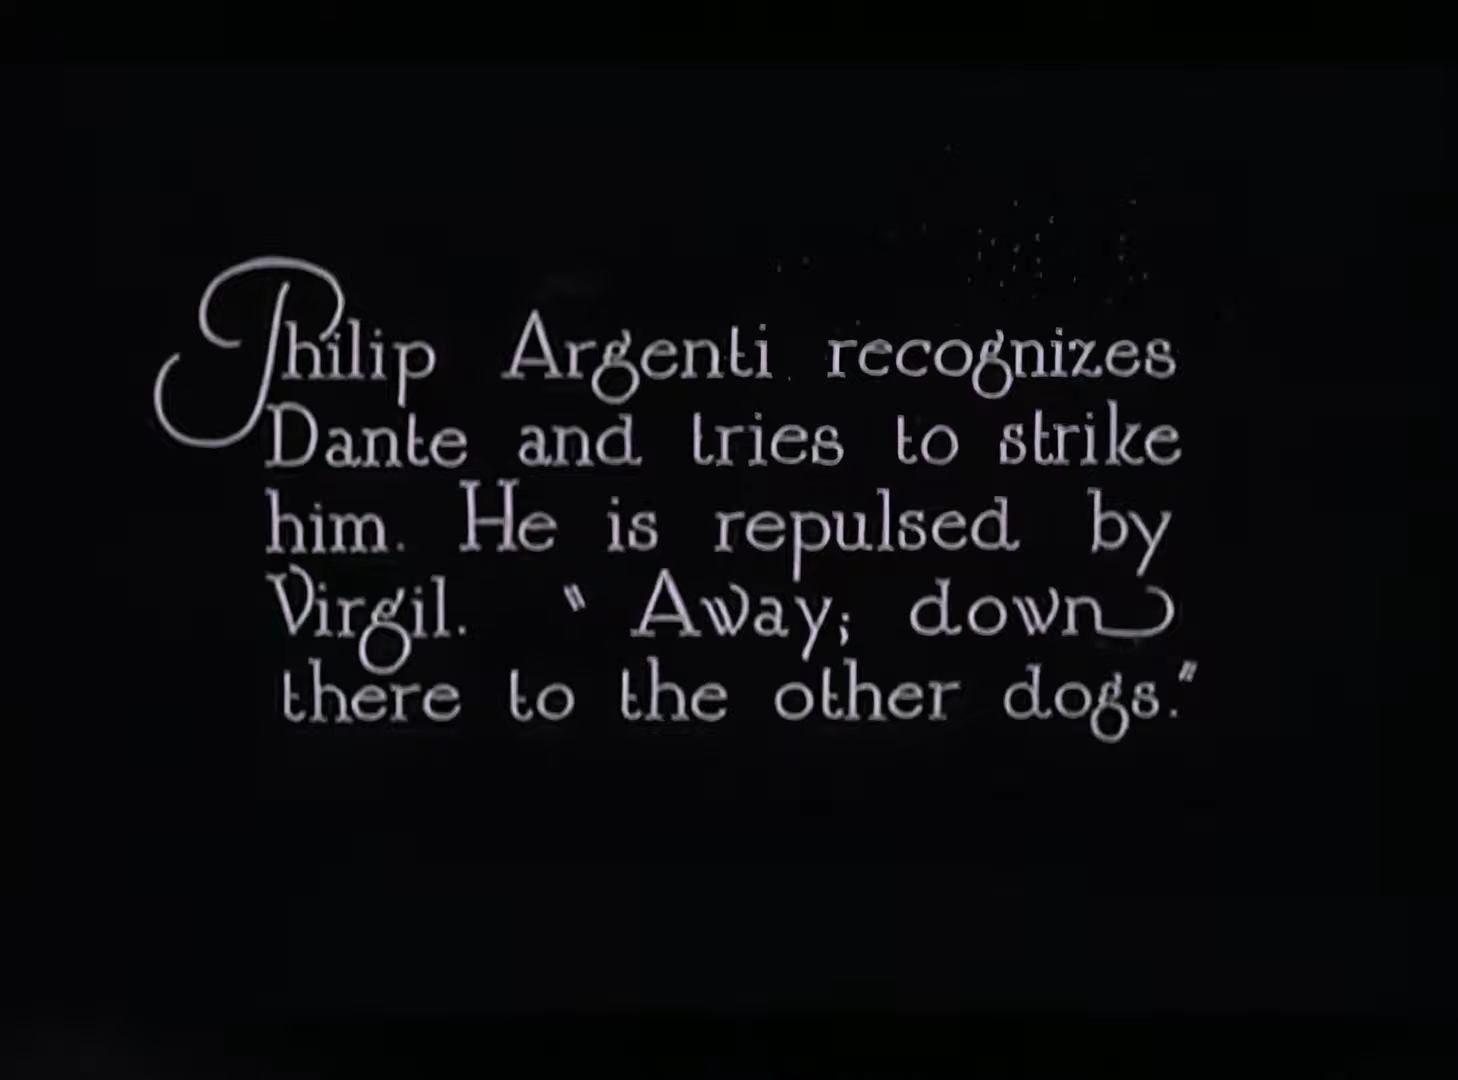 Philip Argenti recognizes
Dante and tries to strike
him. He is repulsed by
Virgil. "Away; down
there to the other dogs."